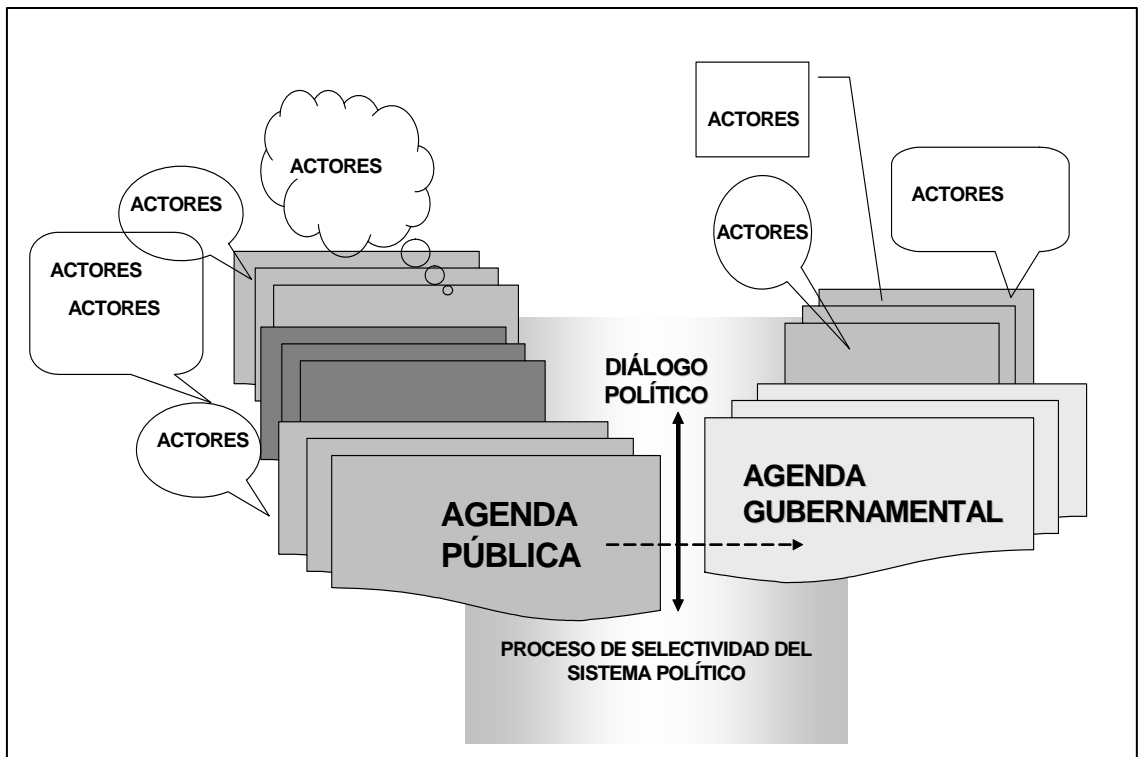 ACTORES
ACTORES
ACTORES
ACTORES
ACTORES
ACTORES
ACTORES
ACTORES
DIÁLOGO
POLÍTICO
AGENDA
PÚBLICA
AGENDA
GUBERNAMENTAL
PROCESO DE SELECTIVIDAD DEL
SISTEMA POLÍTICO